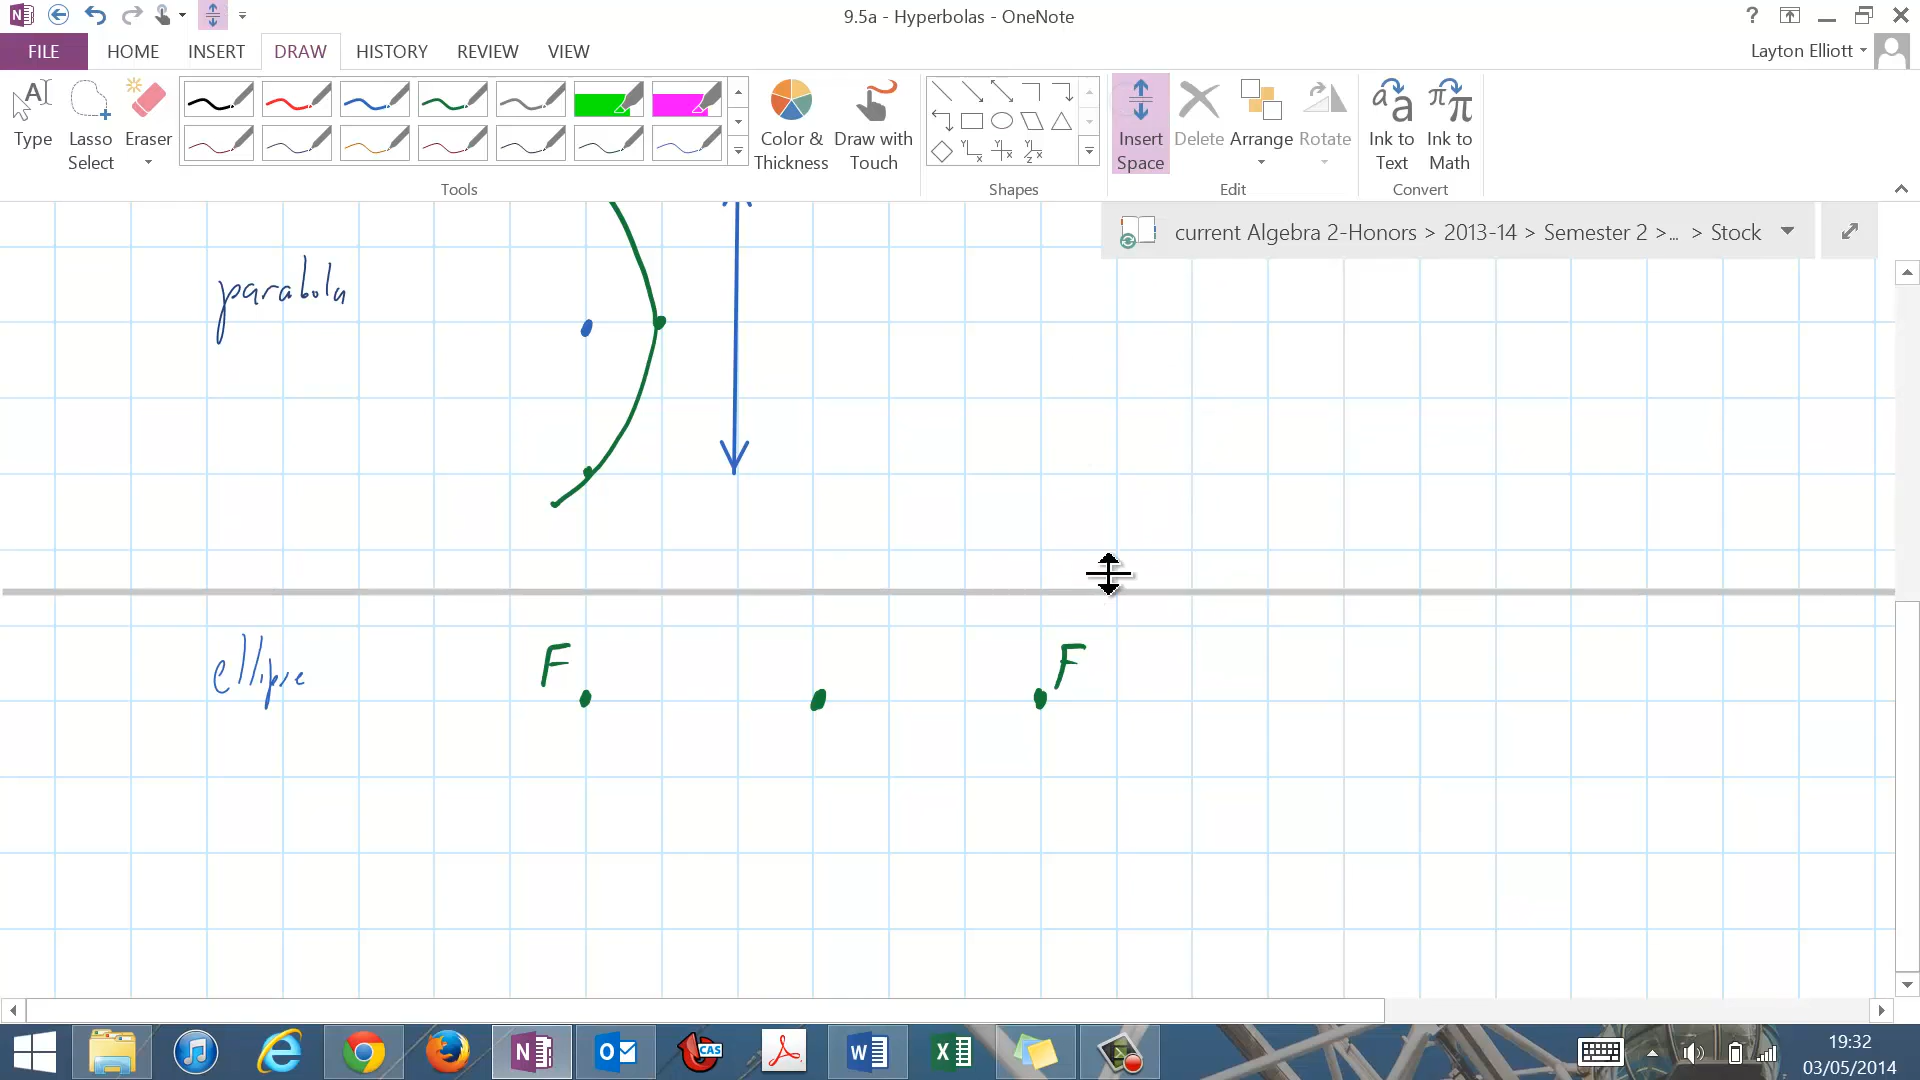 9.5a - Hyperbolas - OneNote
?
FILE HOME INSERT DRAW HISTORY REVIEW VIEW
Layton Elliott
Type
Lasso Select
Eraser
Color & Thickness
Draw with Touch
Insert Space
Delete
Arrange
Rotate
Ink to Text
Ink to Math
Tools
Shapes
Edit
Convert
current Algebra 2-Honors > 2013-14 > Semester 2 >... > Stock
parabola
ellipse
F
F
CAS
19:32
03/05/2014